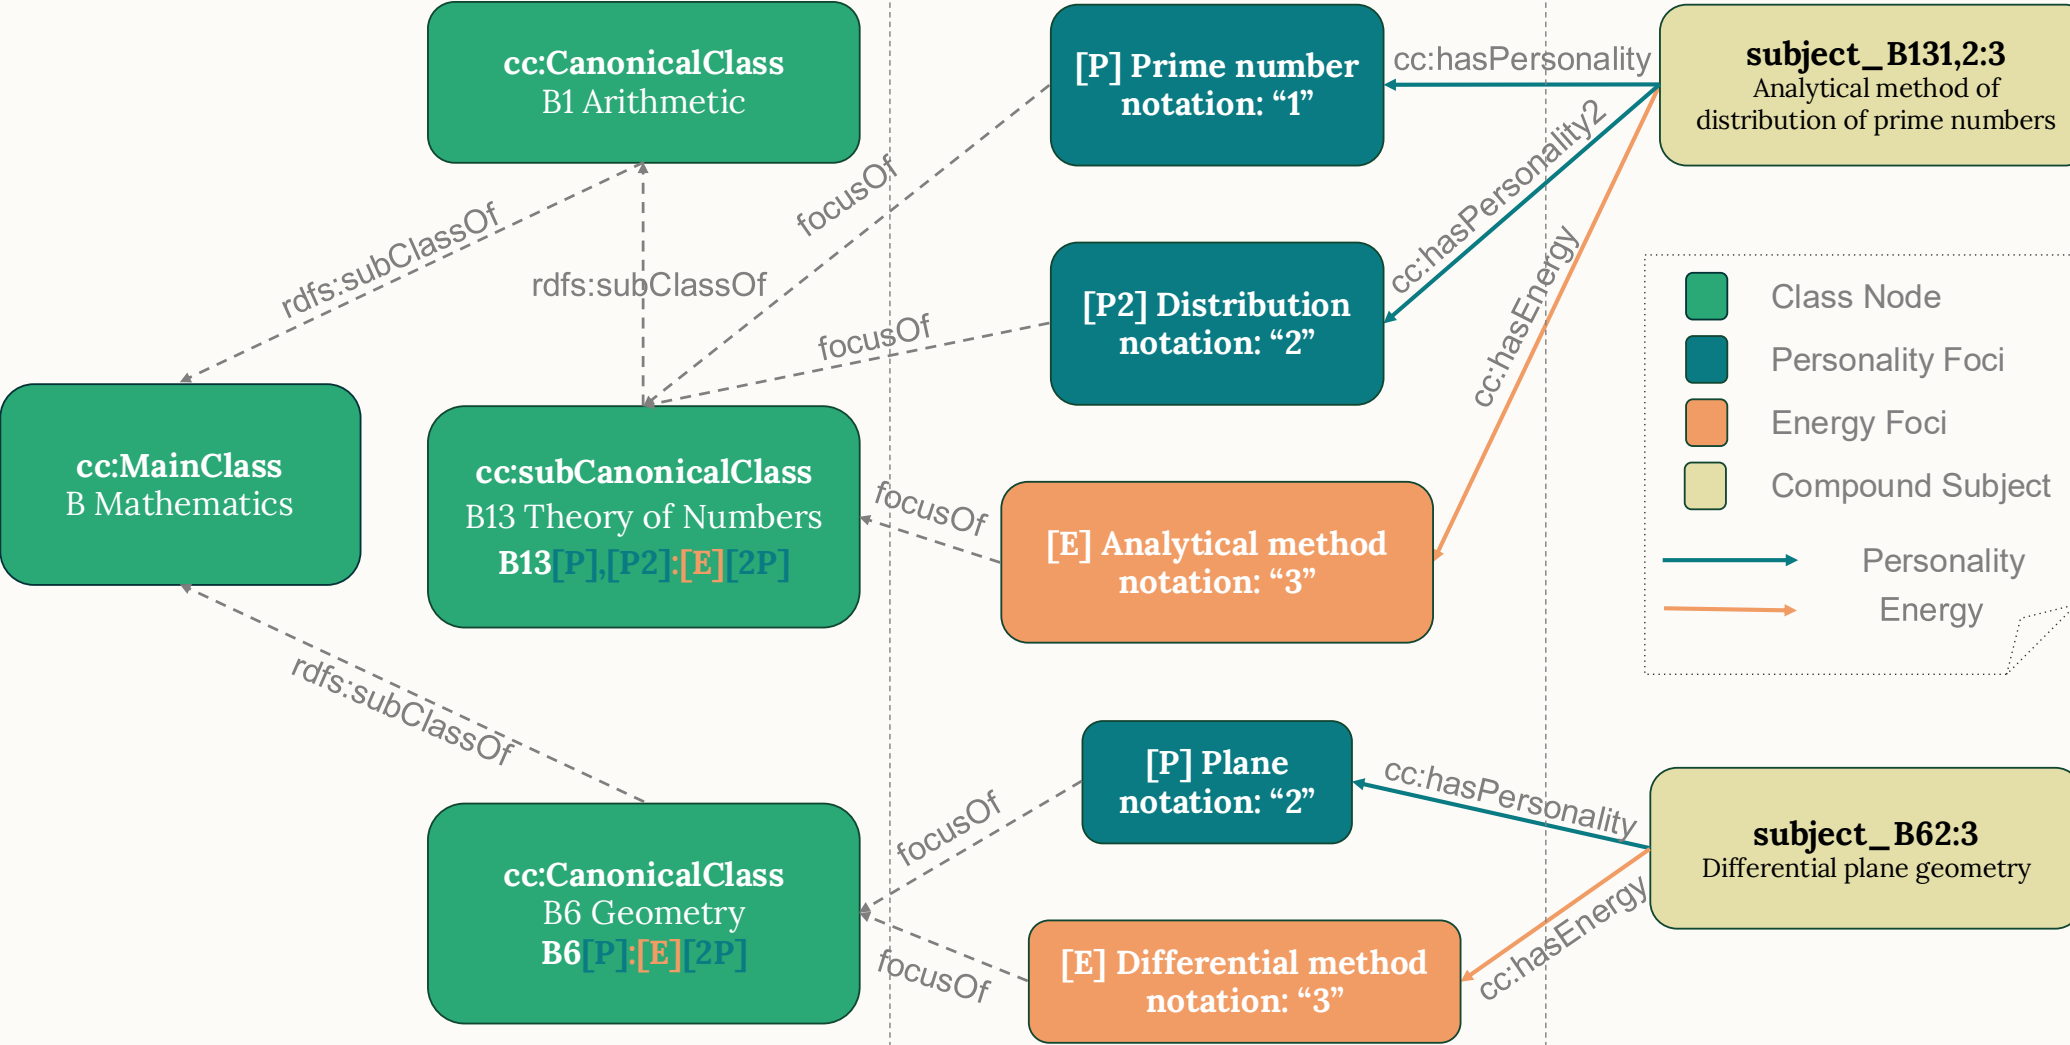 cc:CanonicalClass
B1 Arithmetic
[P] Prime number
notation: “1”
cc:hasPersonality
subject_B131,2:3
Analytical method of
distribution of prime numbers
focusOf
rdfs:subClassOf
rdfs:subClassOf
cc:hasPersonality2
cc:hasEnergy
[P2] Distribution
notation: “2”
focusOf
Class Node
Personality Foci
Energy Foci
Compound Subject
Personality
Energy
cc:MainClass
B Mathematics
cc:subCanonicalClass
B13 Theory of Numbers
B13[P],[P2]:[E][2P]
focusOf
[E] Analytical method
notation: “3”
rdfs:subClassOf
[P] Plane
notation: “2”
cc:hasPersonality
focusOf
subject_B62:3
Differential plane geometry
cc:CanonicalClass
B6 Geometry
B6[P]:[E][2P]
focusOf
[E] Differential method
notation: “3”
cc:hasEnergy